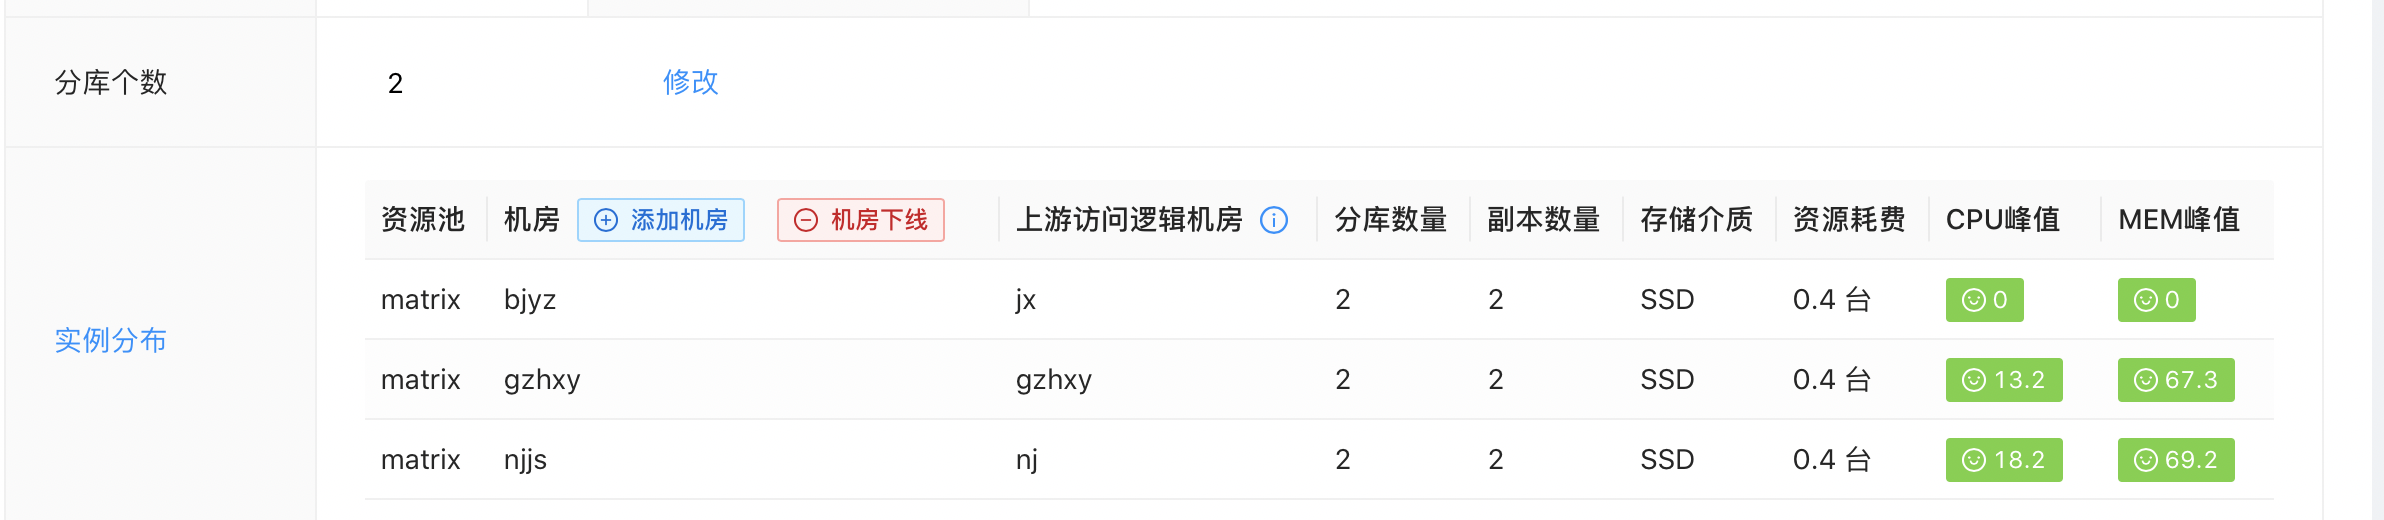 分库个数 2 修改
资源池 机房 添加机房 机房下线 上游访问逻辑机房 分库数量 副本数量 存储介质 资源耗费 CPU峰值 MEM峰值
matrix bjyz jx 2 2 SSD 0.4 台 0 0
实例分布
matrix gzhxy gzhxy 2 2 SSD 0.4 台 13.2 67.3
matrix njjs nj 2 2 SSD 0.4 台 18.2 69.2